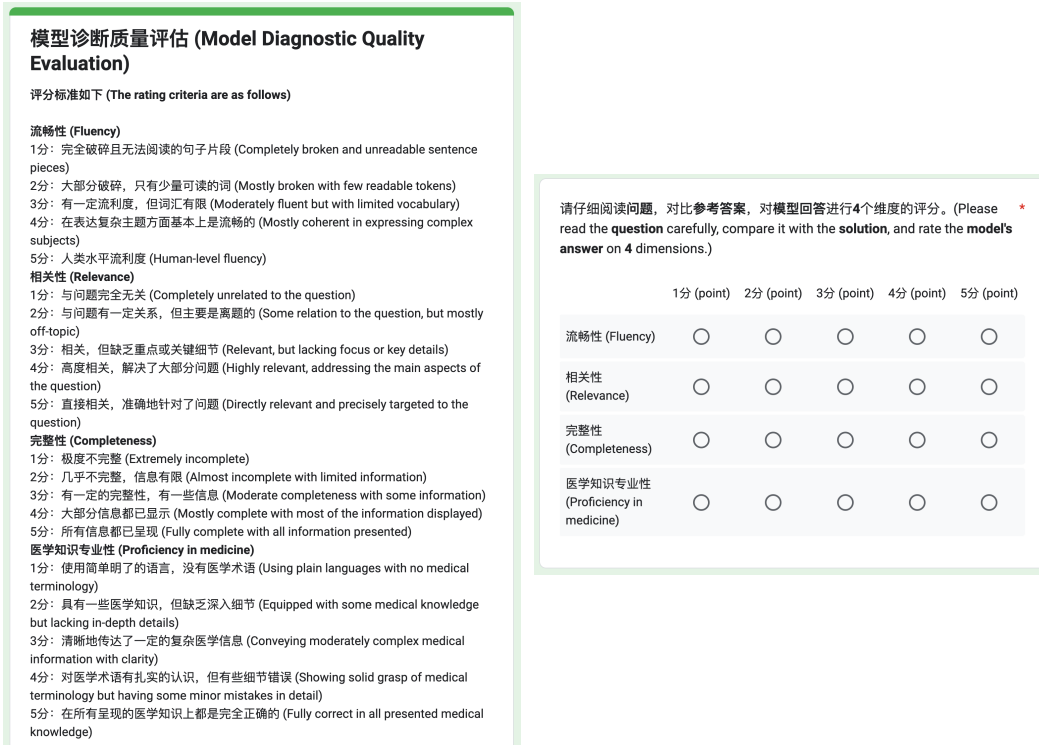 模型诊断质量评估 (Model Diagnostic Quality
Evaluation)
评分标准如下 (The rating criteria are as follows)
流畅性 (Fluency)
1分：完全破碎且无法阅读的句子片段 (Completely broken and unreadable sentence
pieces)
2分：大部分破碎，只有少量可读的词 (Mostly broken with few readable tokens)
3分：有一定流利度，但词汇有限 (Moderately fluent but with limited vocabulary)
4分：在表达复杂主题方面基本上是流畅的 (Mostly coherent in expressing complex
subjects)
5分：人类水平流利度 (Human-level fluency)
相关性 (Relevance)
1分：与问题完全无关 (Completely unrelated to the question)
2分：与问题有一定关系，但主要是离题的 (Some relation to the question, but mostly
off-topic)
3分：相关，但缺乏重点或关键细节 (Relevant, but lacking focus or key details)
4分：高度相关，解决了大部分问题 (Highly relevant, addressing the main aspects of
the question)
5分：直接相关，准确地针对了问题 (Directly relevant and precisely targeted to the
question)
完整性 (Completeness)
1分：极度不完整 (Extremely incomplete)
2分：几乎不完整，信息有限 (Almost incomplete with limited information)
3分：有一定的完整性，有一些信息 (Moderate completeness with some information)
4分：大部分信息都已显示 (Mostly complete with most of the information displayed)
5分：所有信息都已呈现 (Fully complete with all information presented)
医学知识专业性 (Proficiency in medicine)
1分：使用简单明了的语言，没有医学术语 (Using plain languages with no medical
terminology)
2分：具有一些医学知识，但缺乏深入细节 (Equipped with some medical knowledge
but lacking in-depth details)
3分：清晰地传达了一定的复杂医学信息 (Conveying moderately complex medical
information with clarity)
4分：对医学术语有扎实的认识，但有些细节错误 (Showing solid grasp of medical
terminology but having some minor mistakes in detail)
5分：在所有呈现的医学知识上都是完全正确的 (Fully correct in all presented medical
knowledge)
请仔细阅读问题，对比参考答案，对模型回答进行4个维度的评分。(Please *
read the question carefully, compare it with the solution, and rate the model's
answer on 4 dimensions.)
1分 (point) 2分 (point) 3分 (point) 4分 (point) 5分 (point)
流畅性 (Fluency)
相关性
(Relevance)
完整性
(Completeness)
医学知识专业性
(Proficiency in
medicine)